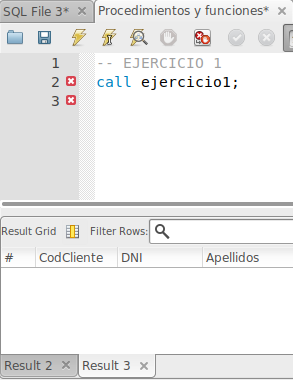 SQL File 3*
Procedimientos y funciones*
1 -- EJERCICIO 1
2 call ejercicio1;
3
Result Grid Filter Rows:
# CodCliente DNI Apellidos
Result 2 Result 3